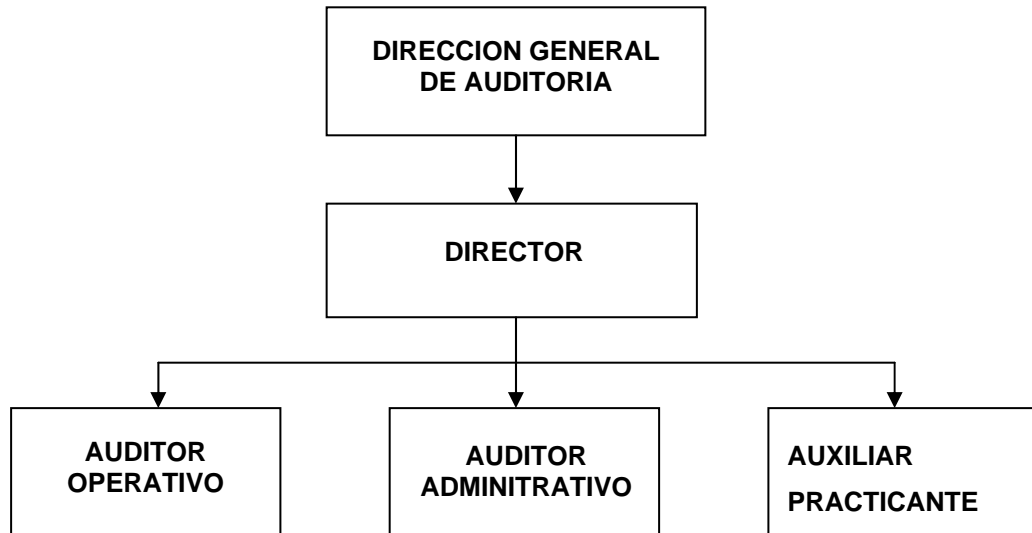 DIRECCION GENERAL
DE AUDITORIA
DIRECTOR
AUDITOR
OPERATIVO
AUDITOR
ADMINITRATIVO
AUXILIAR
PRACTICANTE